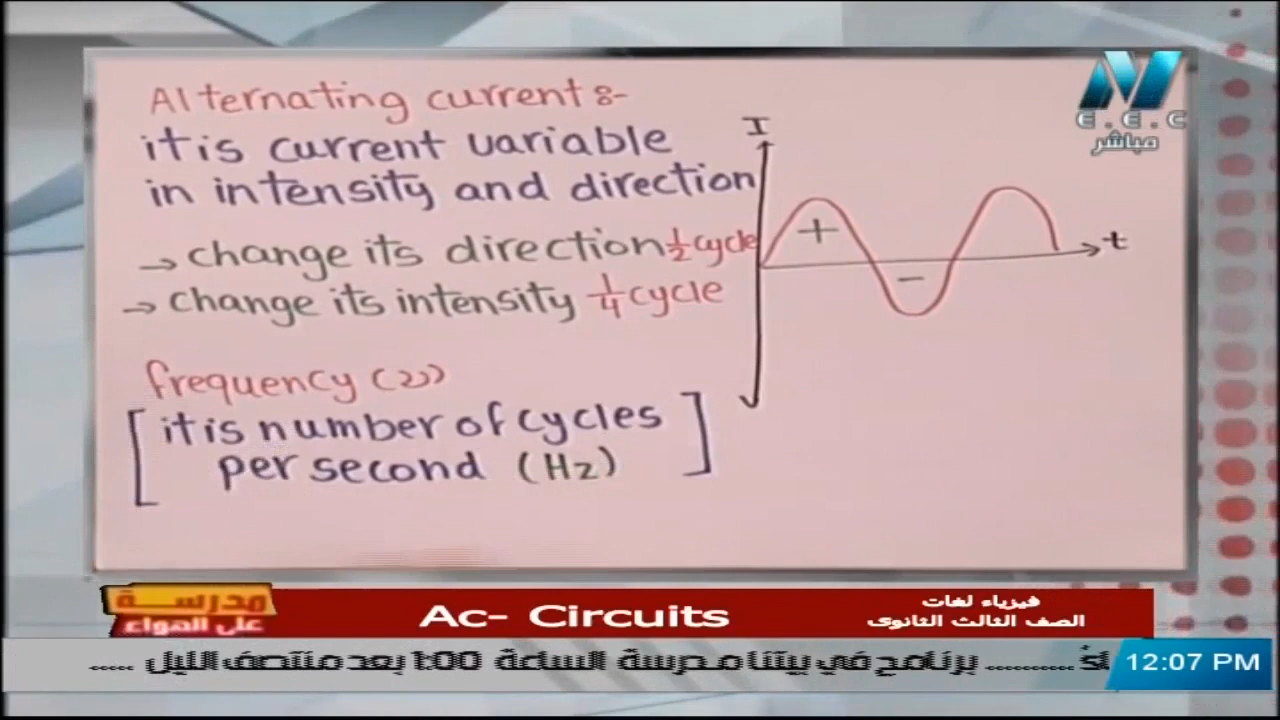 Alternating current :-
it is current variable
in intensity and direction
→ change its direction 1/2 cycle
→ change its intensity 1/4 cycle
frequency (ν)
[it is number of cycles
per second (Hz)]
I
+
-
t
E.E.C
مباشر
مدرسة
على الهواء
Ac- Circuits
فيزياء لغات
الصف الثالث الثانوى
برنامج في بيتنا مدرسة الساعة 1:00 بعد منتصف الليل
12:07 PM